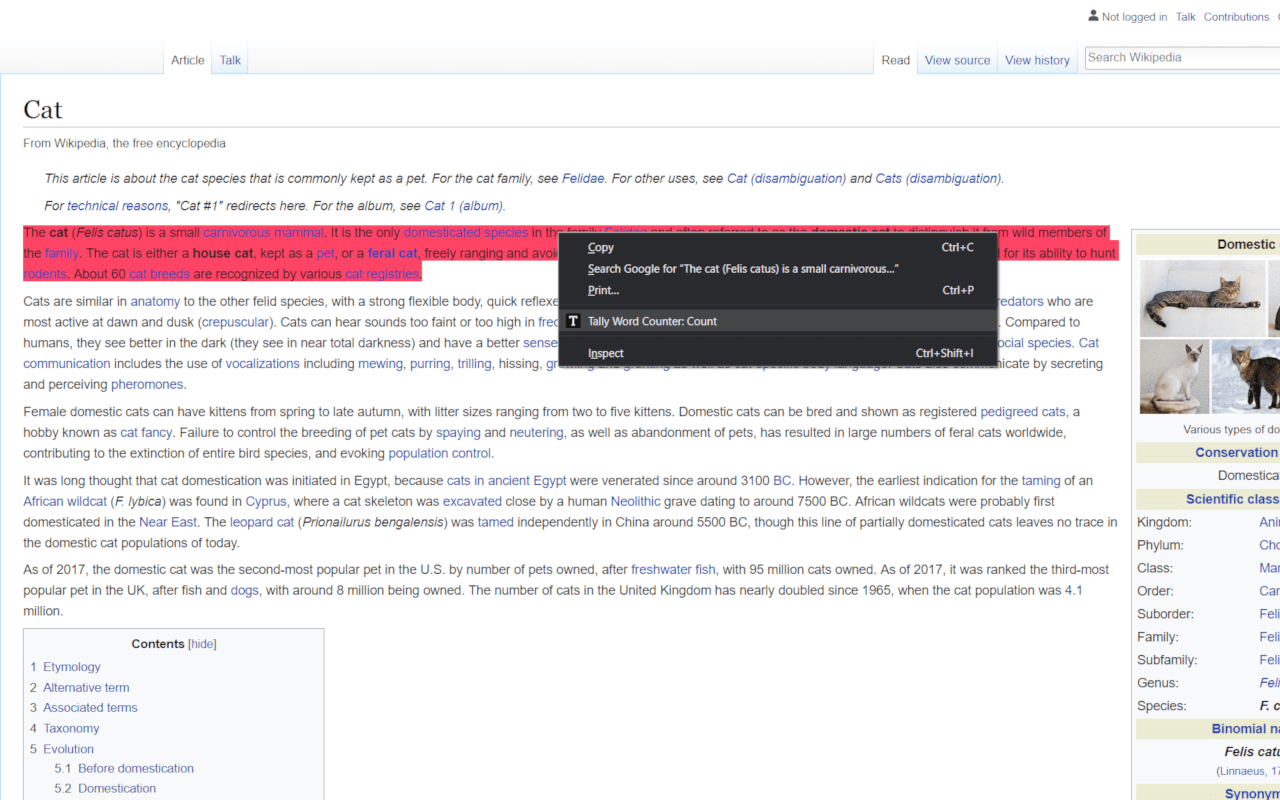 Not logged in Talk Contributions
Article Talk Read View source View history Search Wikipedia
Cat
From Wikipedia, the free encyclopedia
This article is about the cat species that is commonly kept as a pet. For the cat family, see Felidae. For other uses, see Cat (disambiguation) and Cats (disambiguation).
For technical reasons, "Cat #1" redirects here. For the album, see Cat 1 (album).
The cat (Felis catus) is a small carnivorous mammal. It is the only domesticated species in the family Felidae and often referred to as the domestic cat to distinguish it from wild members of
the family. The cat is either a house cat, kept as a pet, or a feral cat, freely ranging and for its ability to hunt
rodents. About 60 cat breeds are recognized by various cat registries.
Copy Ctrl+C
Search Google for "The cat (Felis catus) is a small carnivorous..."
Print... Ctrl+P
T Tally Word Counter: Count
Inspect Ctrl+Shift+I
Cats are similar in anatomy to the other felid species, with a strong flexible body, quick who are
most active at dawn and dusk (crepuscular). Cats can hear sounds too faint or too high in . Compared to
humans, they see better in the dark (they see in near total darkness) and have a better social species. Cat
communication includes the use of vocalizations including mewing, purring, trilling, hissing, growling and grunting as well as cat-specific body language. Cats also communicate by secreting
and perceiving pheromones.
Female domestic cats can have kittens from spring to late autumn, with litter sizes ranging from two to five kittens. Domestic cats can be bred and shown as registered pedigreed cats, a
hobby known as cat fancy. Failure to control the breeding of pet cats by spaying and neutering, as well as abandonment of pets, has resulted in large numbers of feral cats worldwide,
contributing to the extinction of entire bird species, and evoking population control.
It was long thought that cat domestication was initiated in Egypt, because cats in ancient Egypt were venerated since around 3100 BC. However, the earliest indication for the taming of an
African wildcat (F. lybica) was found in Cyprus, where a cat skeleton was excavated close by a human Neolithic grave dating to around 7500 BC. African wildcats were probably first
domesticated in the Near East. The leopard cat (Prionailurus bengalensis) was tamed independently in China around 5500 BC, though this line of partially domesticated cats leaves no trace in
the domestic cat populations of today.
As of 2017, the domestic cat was the second-most popular pet in the U.S. by number of pets owned, after freshwater fish, with 95 million cats owned. As of 2017, it was ranked the third-most
popular pet in the UK, after fish and dogs, with around 8 million being owned. The number of cats in the United Kingdom has nearly doubled since 1965, when the cat population was 4.1
million.
Contents [hide]
1 Etymology
2 Alternative term
3 Associated terms
4 Taxonomy
5 Evolution
5.1 Before domestication
5.2 Domestication
Domestic
Various types of do
Conservation
Domestica
Scientific class
Kingdom: Ani
Phylum: Cho
Class: Mam
Order: Car
Suborder: Feli
Family: Feli
Subfamily: Feli
Genus: Feli
Species: F. c
Binomial na
Felis catu
(Linnaeus, 17
Synonym